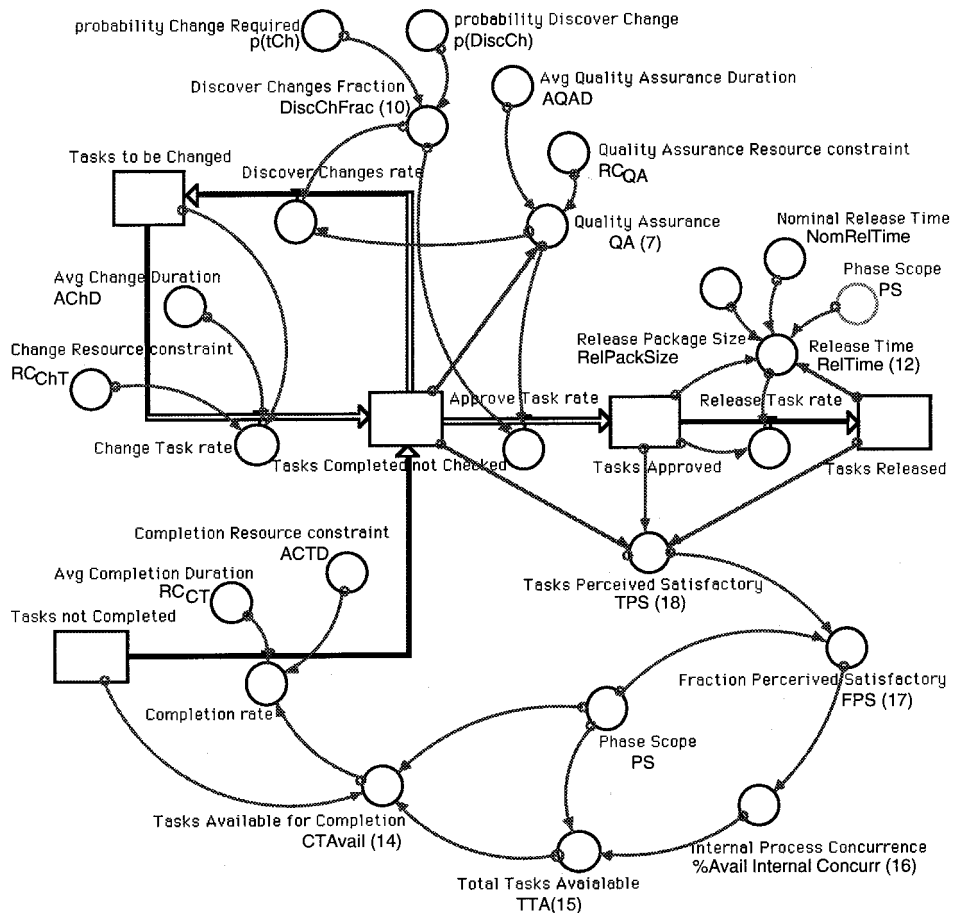 probability Change Required
p(tCh)
probability Discover Change
p(DiscCh)
Discover Changes Fraction
DiscChFrac (10)
Avg Quality Assurance Duration
AQAD
Tasks to be Changed
Discover Changes rate
Quality Assurance Resource constraint
RCQA
Quality Assurance
QA (7)
Nominal Release Time
NomRelTime
Phase Scope
PS
Avg Change Duration
AChD
Change Resource constraint
RCChT
Release Package Size
RelPackSize
Release Time
RelTime (12)
Approve Task rate
Release Task rate
Change Task rate
Tasks Completed not Checked
Tasks Approved
Tasks Released
Completion Resource constraint
ACTD
Avg Completion Duration
RCCT
Tasks not Completed
Tasks Perceived Satisfactory
TPS (18)
Completion rate
Fraction Percerived Satisfactory
FPS (17)
Phase Scope
PS
Tasks Available for Completion
CTAvail (14)
Internal Process Concurrence
%Avail Internal Concurr (16)
Total Tasks Avaialable
TTA(15)